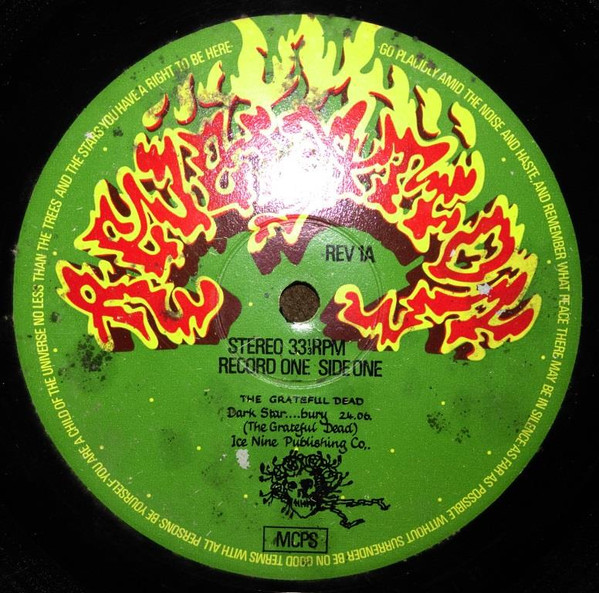 GO PLACIDLY AMID THE NOISE AND HASTE, AND REMEMBER WHAT PEACE THERE MAY BE IN SILENCE AS FAR AS POSSIBLE WITHOUT SURRENDER BE ON GOOD TERMS WITH ALL PERSONS BE YOURSELF·YOU ARE A CHILD OF THE UNIVERSE NO LESS THAN THE TREES AND THE STARS YOU HAVE A RIGHT TO BE HERE·
REVELATION
REV 1A
STEREO 33⅓ RPM
RECORD ONE SIDE ONE
THE GRATEFUL DEAD
Dark Star....bury 24.06.
(The Grateful Dead)
Ice Nine Publishing Co..
MCPS